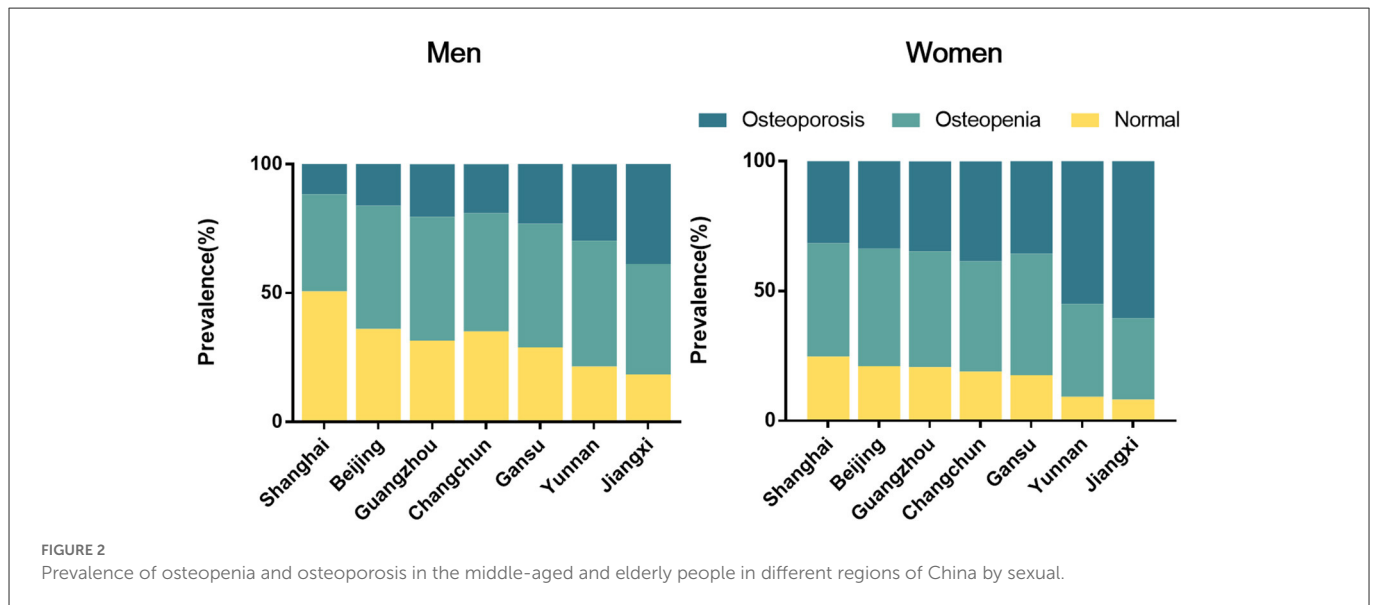 Men
Women
Osteoporosis Osteopenia Normal
Prevalence(%)
100
50
0
Shanghai
Beijing
Guangzhou
Changchun
Gansu
Yunnan
Jiangxi
Prevalence(%)
100
50
0
Shanghai
Beijing
Guangzhou
Changchun
Gansu
Yunnan
Jiangxi
FIGURE 2
Prevalence of osteopenia and osteoporosis in the middle-aged and elderly people in different regions of China by sexual.